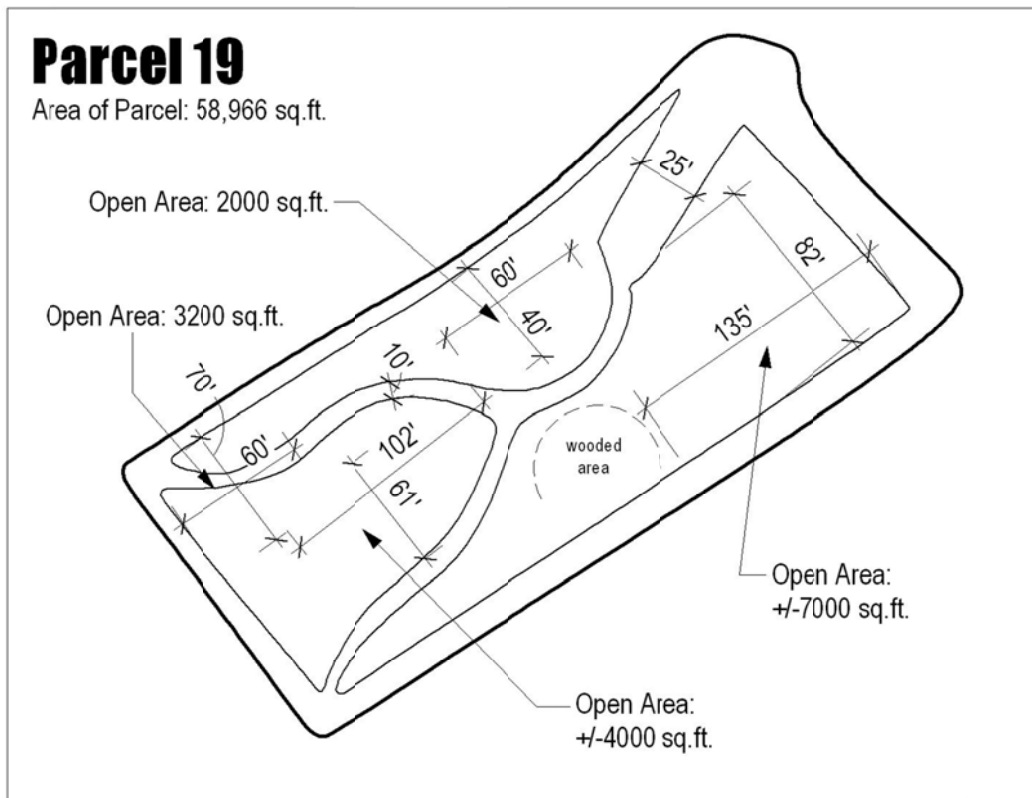 Parcel 19
Area of Parcel: 58,966 sq.ft.
Open Area: 2000 sq.ft.
25'
60'
82'
40'
135'
Open Area: 3200 sq.ft.
70'
10'
60'
102'
61'
wooded
area
Open Area:
+/-7000 sq.ft.
Open Area:
+/-4000 sq.ft.